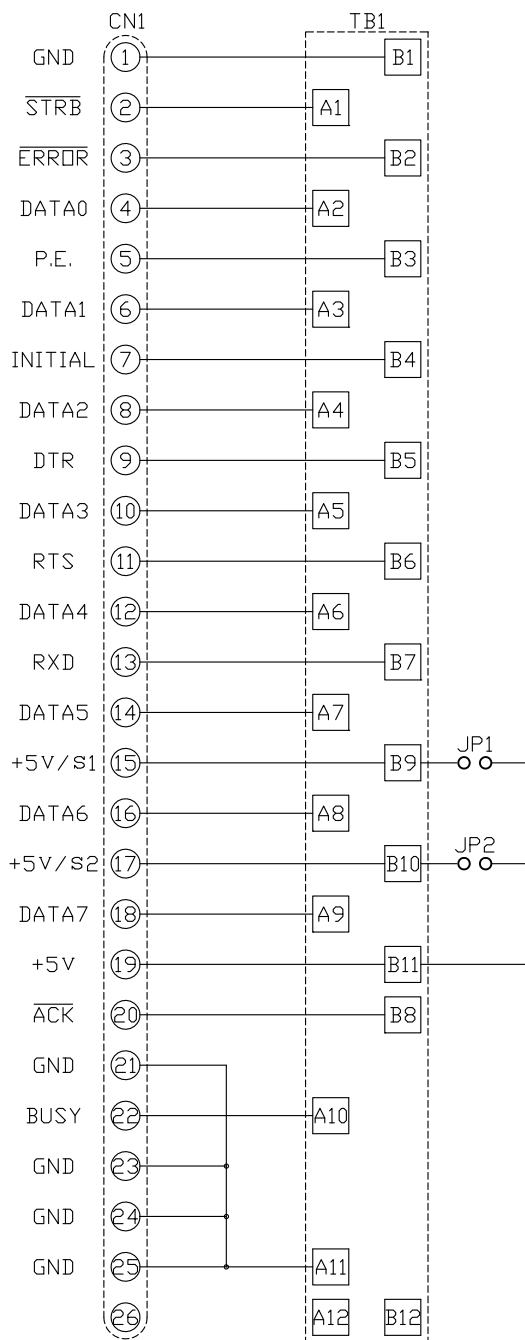 CN1 TB1
GND 1 B1
STRB 2 A1
ERROR 3 B2
DATA0 4 A2
P.E. 5 B3
DATA1 6 A3
INITIAL 7 B4
DATA2 8 A4
DTR 9 B5
DATA3 10 A5
RTS 11 B6
DATA4 12 A6
RXD 13 B7
DATA5 14 A7
JP1
+5V/S1 15 B9
DATA6 16 A8
JP2
+5V/S2 17 B10
DATA7 18 A9
+5V 19 B11
ACK 20 B8
GND 21
BUSY 22 A10
GND 23
GND 24
GND 25 A11
26 A12 B12